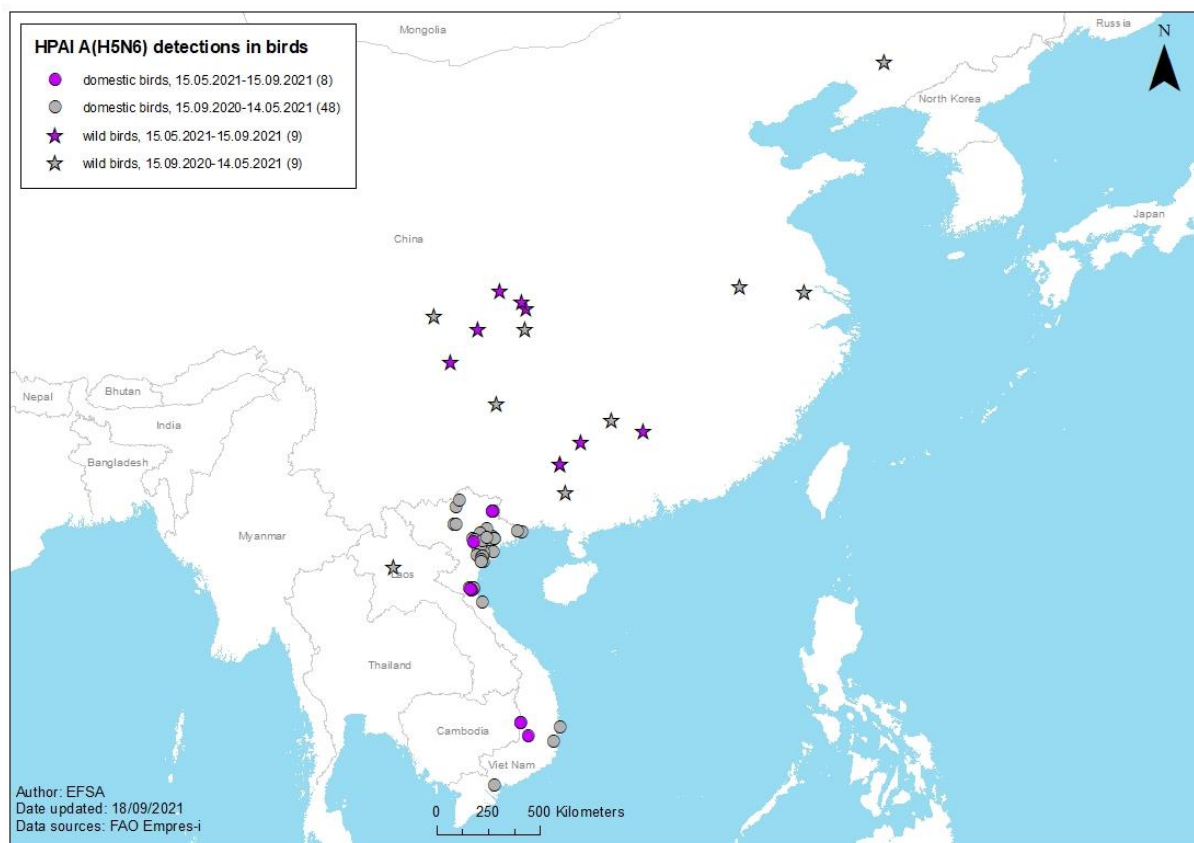 HPAI A(H5N6) detections in birds
domestic birds, 15.05.2021-15.09.2021 (8)
domestic birds, 15.09.2020-14.05.2021 (48)
wild birds, 15.05.2021-15.09.2021 (9)
wild birds, 15.09.2020-14.05.2021 (9)
Mongolia
Russia
N
North Korea
Japan
China
Nepal
Bhutan
India
Bangladesh
Myanmar
Laos
Thailand
Cambodia
Viet Nam
Author: EFSA
Date updated: 18/09/2021
Data sources: FAO Empres-i
0 250 500 Kilometers